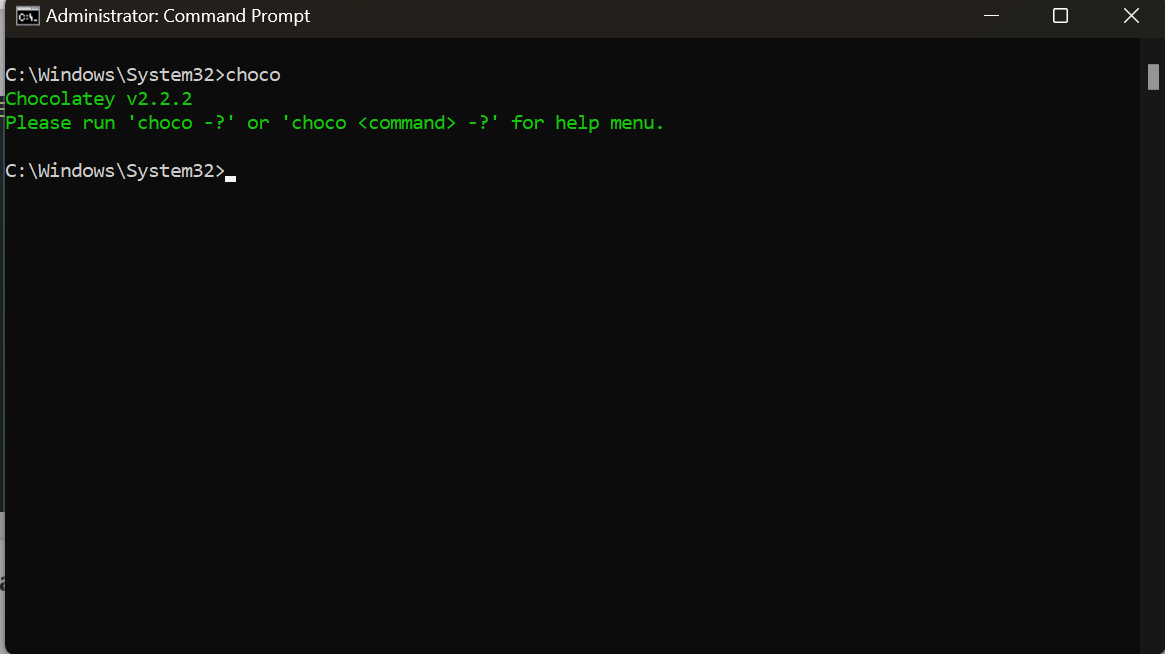 Administrator: Command Prompt
C:\Windows\System32>choco
Chocolatey v2.2.2
Please run 'choco -?' or 'choco <command> -?' for help menu.
C:\Windows\System32>